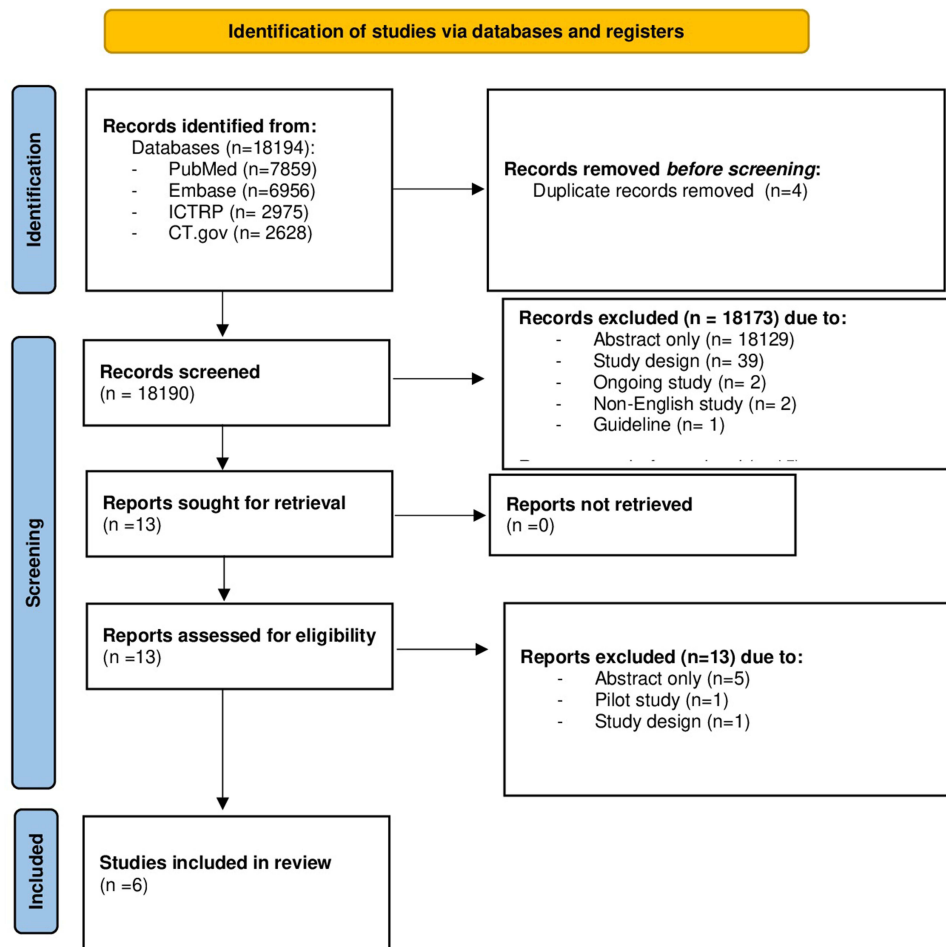 Identification of studies via databases and registers
Identification
Records identified from:
Databases (n=18194):
- PubMed (n=7859)
- Embase (n=6956)
- ICTRP (n= 2975)
- CT.gov (n= 2628)
Records removed before screening:
Duplicate records removed (n=4)
Screening
Records screened
(n = 18190)
Records excluded (n = 18173) due to:
- Abstract only (n= 18129)
- Study design (n= 39)
- Ongoing study (n= 2)
- Non-English study (n= 2)
- Guideline (n= 1)
Reports sought for retrieval
(n =13)
Reports not retrieved
(n =0)
Reports assessed for eligibility
(n =13)
Reports excluded (n=13) due to:
- Abstract only (n=5)
- Pilot study (n=1)
- Study design (n=1)
Included
Studies included in review
(n =6)